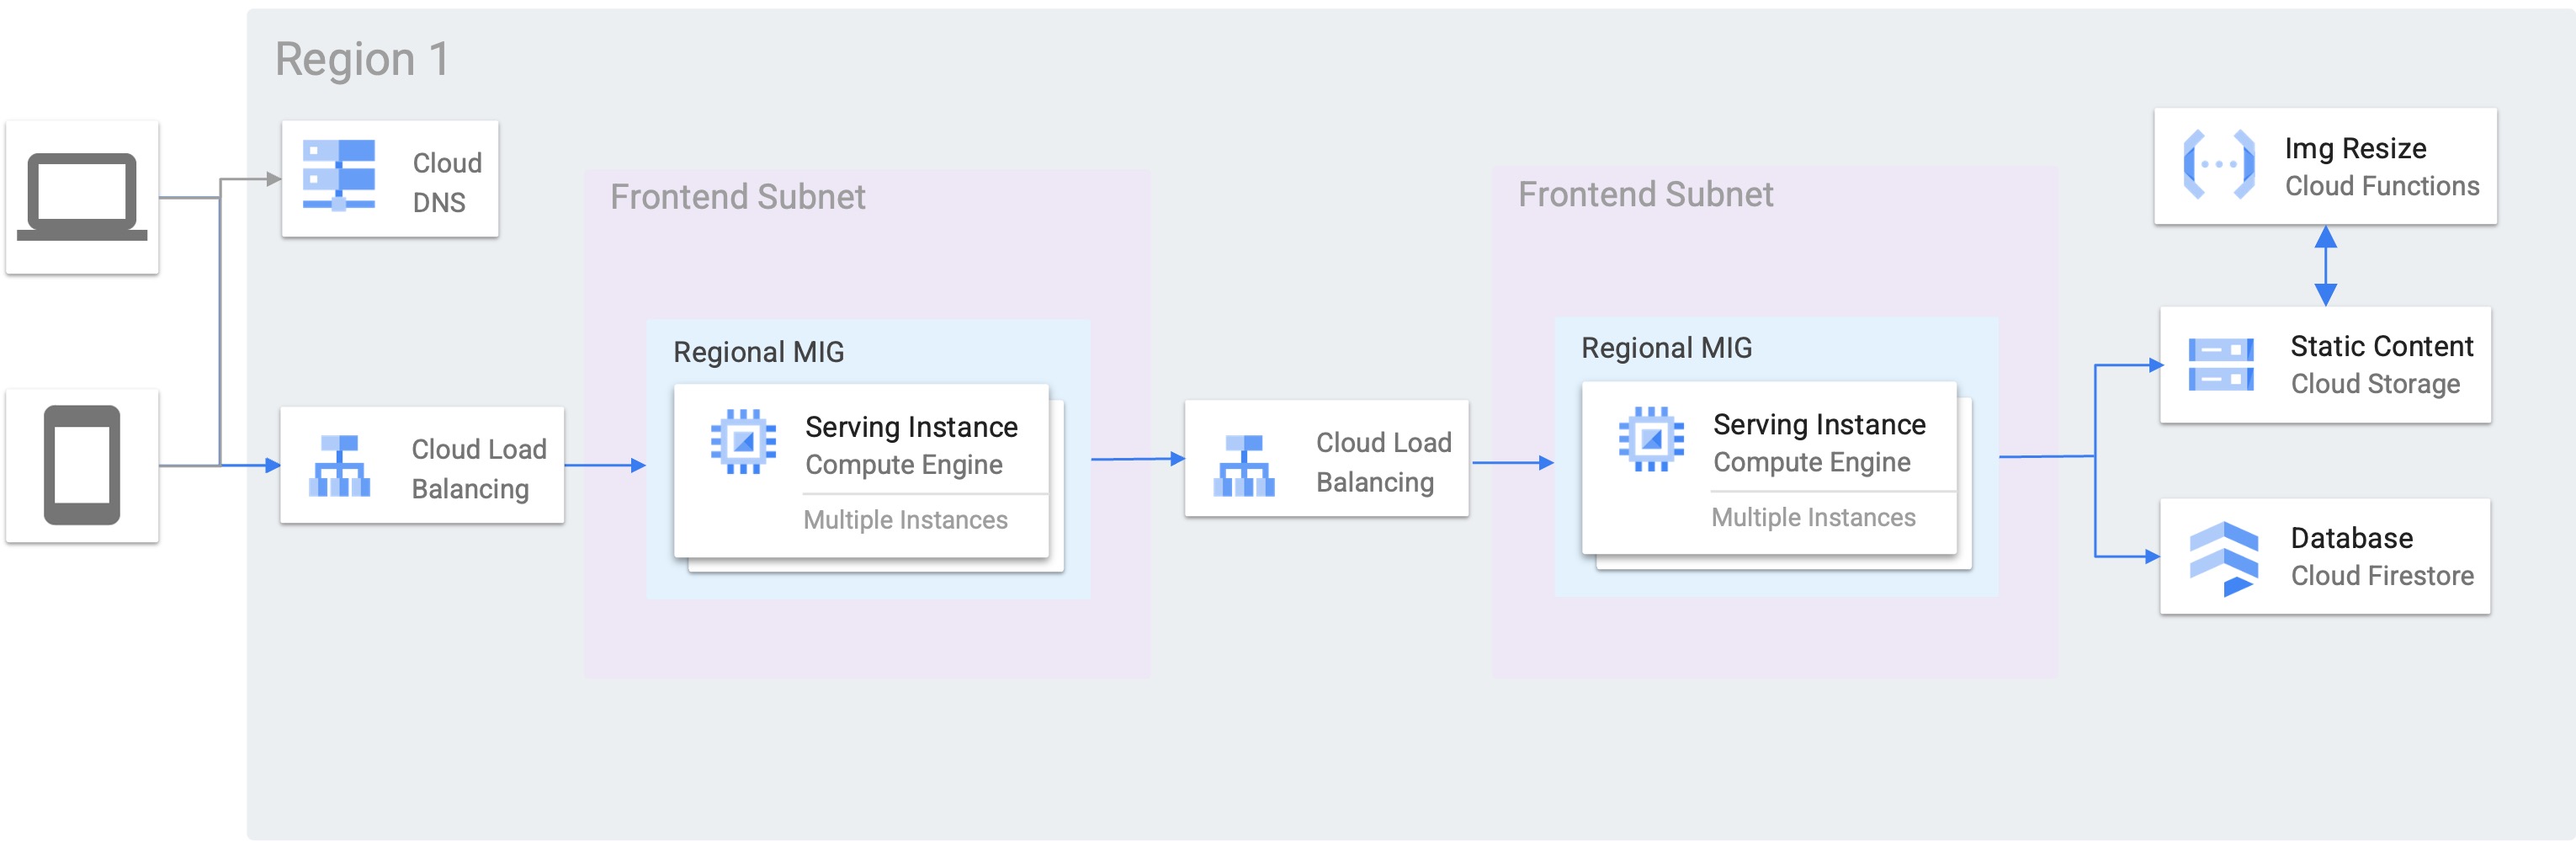 Region 1
Cloud
DNS
Cloud Load
Balancing
Frontend Subnet
Regional MIG
Serving Instance
Compute Engine
Multiple Instances
Cloud Load
Balancing
Frontend Subnet
Regional MIG
Serving Instance
Compute Engine
Multiple Instances
Img Resize
Cloud Functions
Static Content
Cloud Storage
Database
Cloud Firestore